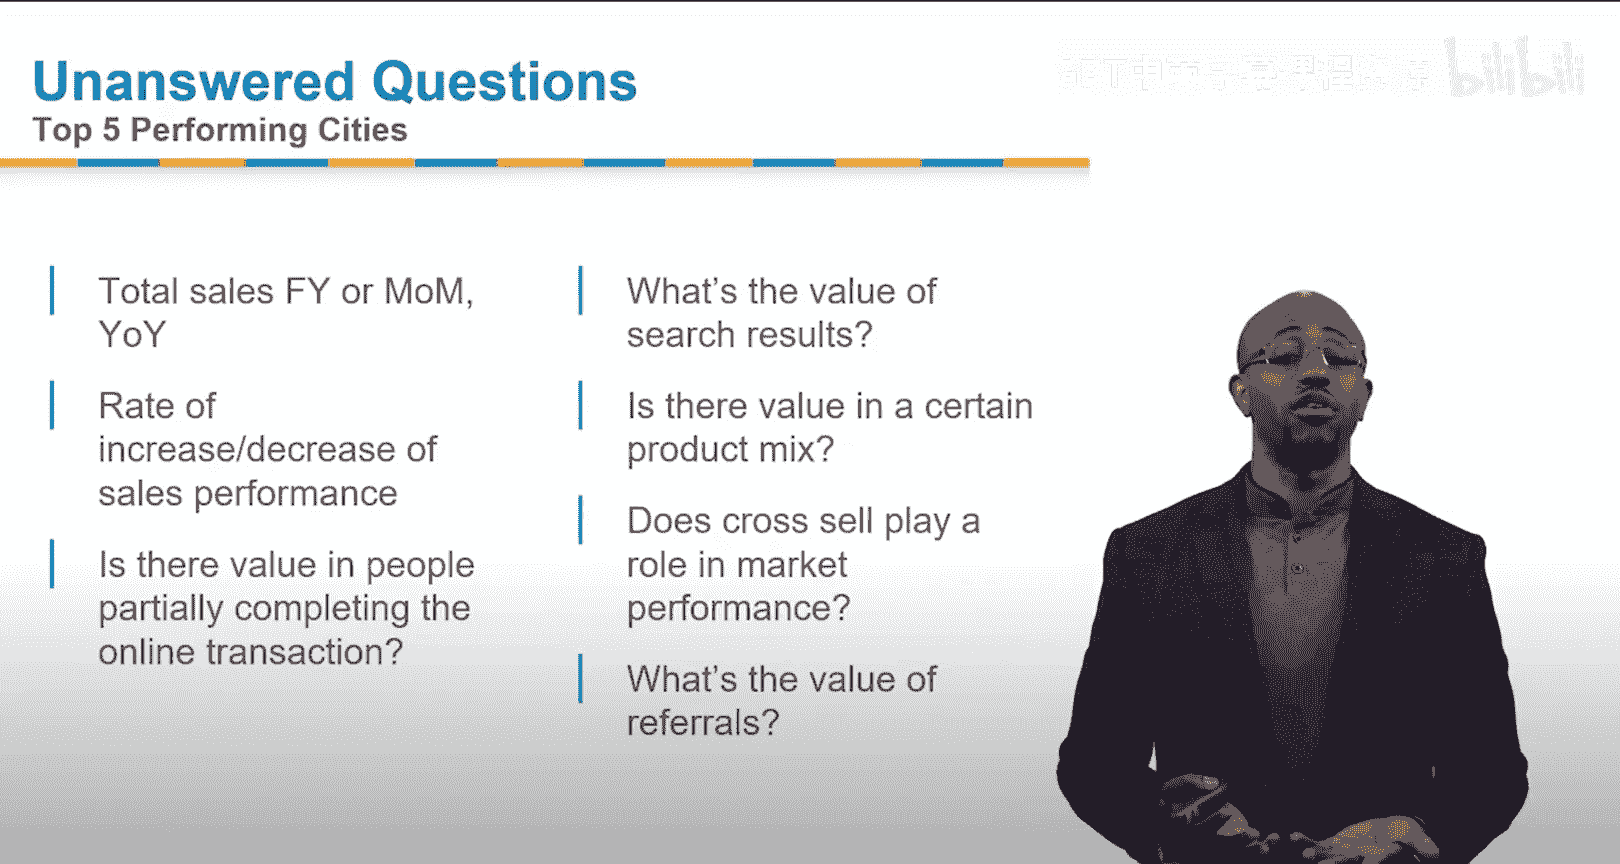 Unanswered Questions
Top 5 Performing Cities
Total sales FY or MoM,
YoY
Rate of
increase/decrease of
sales performance
Is there value in people
partially completing the
online transaction?
What's the value of
search results?
Is there value in a certain
product mix?
Does cross sell play a
role in market
performance?
What's the value of
referrals?
bilibili